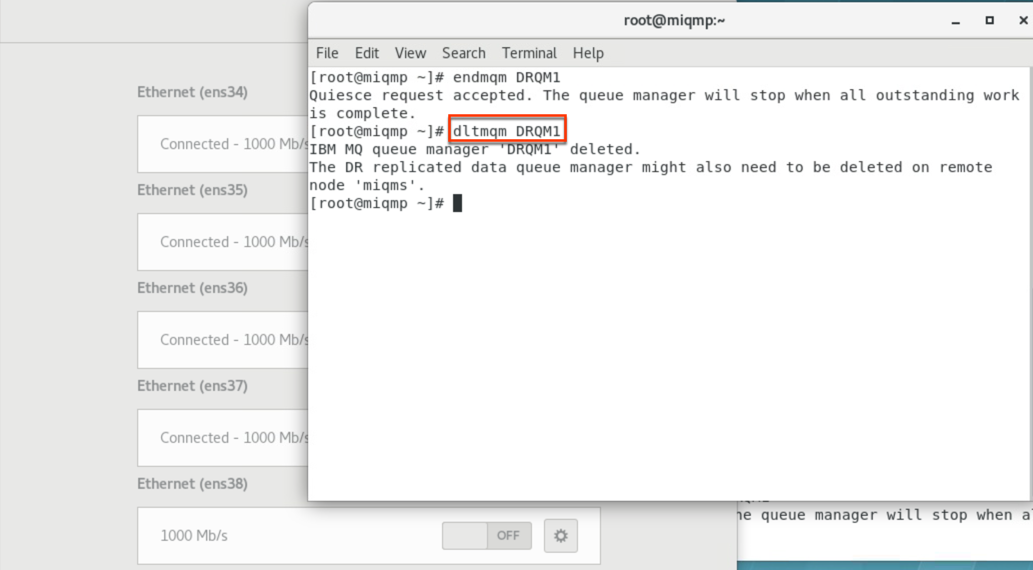 root@miqmp:~
File Edit View Search Terminal Help
[root@miqmp ~]# endmqm DRQM1
Quiesce request accepted. The queue manager will stop when all outstanding work
is complete.
[root@miqmp ~]# dltmqm DRQM1
IBM MQ queue manager 'DRQM1' deleted.
The DR replicated data queue manager might also need to be deleted on remote
node 'miqms'.
[root@miqmp ~]#
Ethernet (ens34)
Connected - 1000 Mb/s
Ethernet (ens35)
Connected - 1000 Mb/s
Ethernet (ens36)
Connected - 1000 Mb/s
Ethernet (ens37)
Connected - 1000 Mb/s
Ethernet (ens38)
1000 Mb/s
OFF
queue manager will stop when